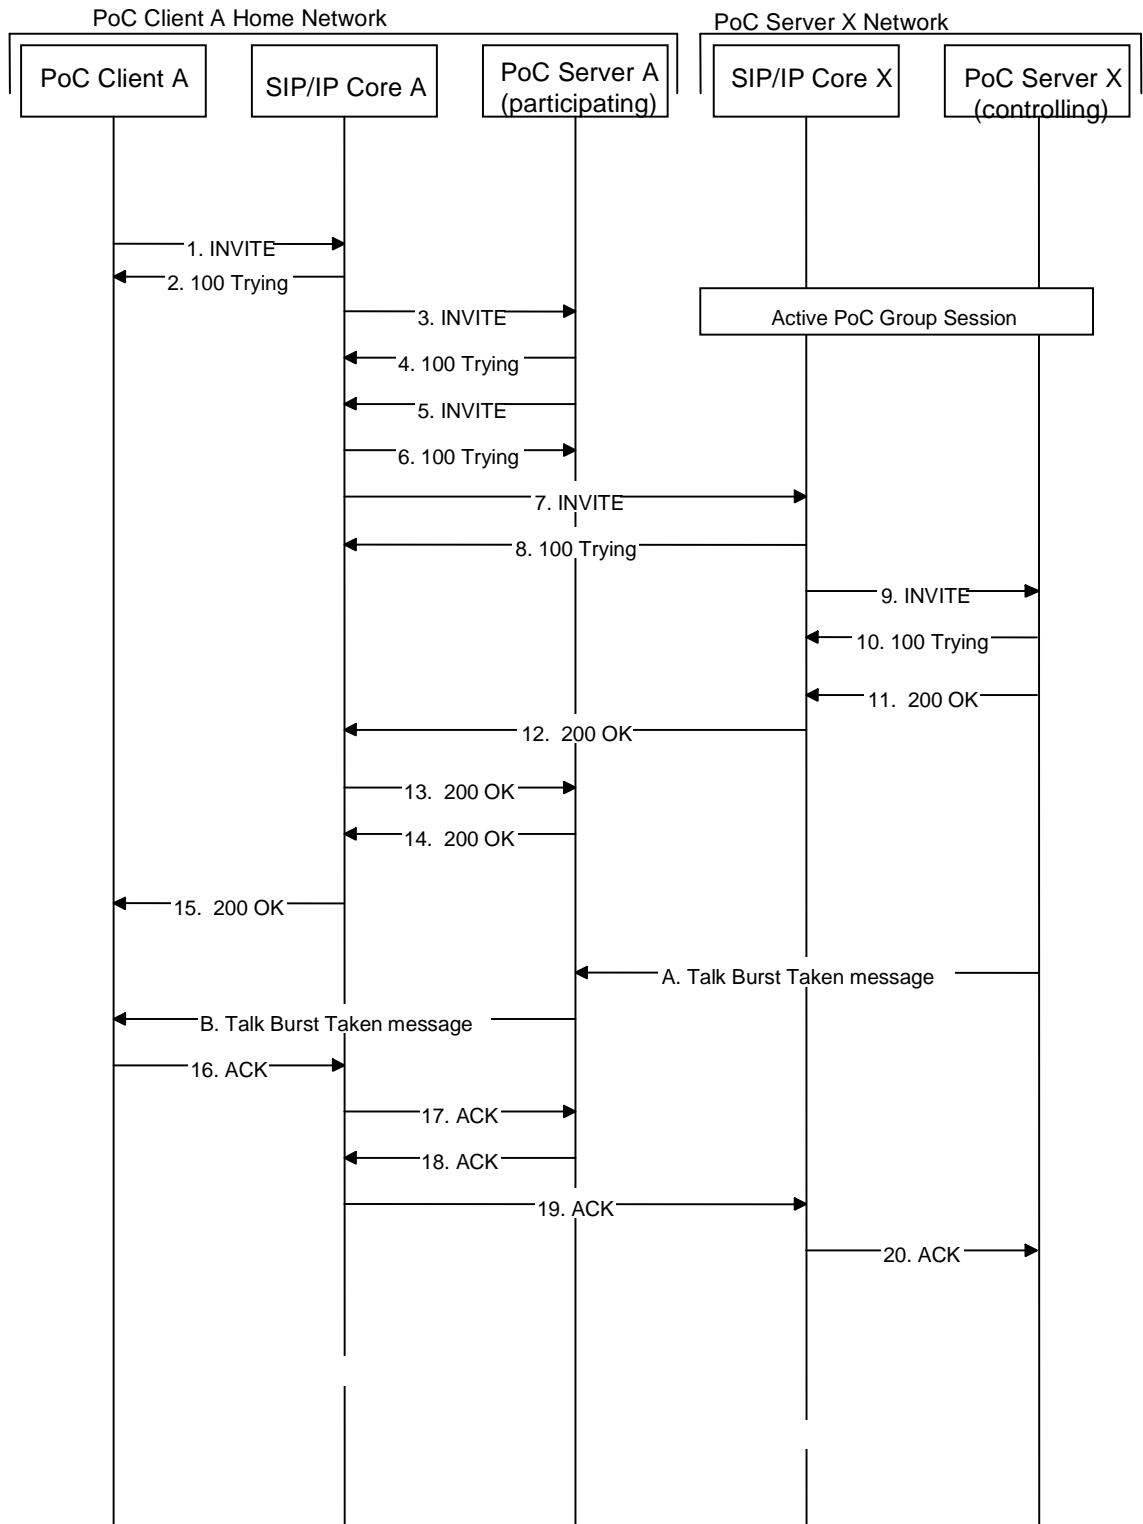 PoC Client A Home Network
PoC Server X Network
PoC Client A
SIP/IP Core A
PoC Server A
(participating)
SIP/IP Core X
PoC Server X
(controlling)
1. INVITE
2. 100 Trying
3. INVITE
Active PoC Group Session
4. 100 Trying
5. INVITE
6. 100 Trying
7. INVITE
8. 100 Trying
9. INVITE
10. 100 Trying
11. 200 OK
12. 200 OK
13. 200 OK
14. 200 OK
15. 200 OK
A. Talk Burst Taken message
B. Talk Burst Taken message
16. ACK
17. ACK
18. ACK
19. ACK
20. ACK